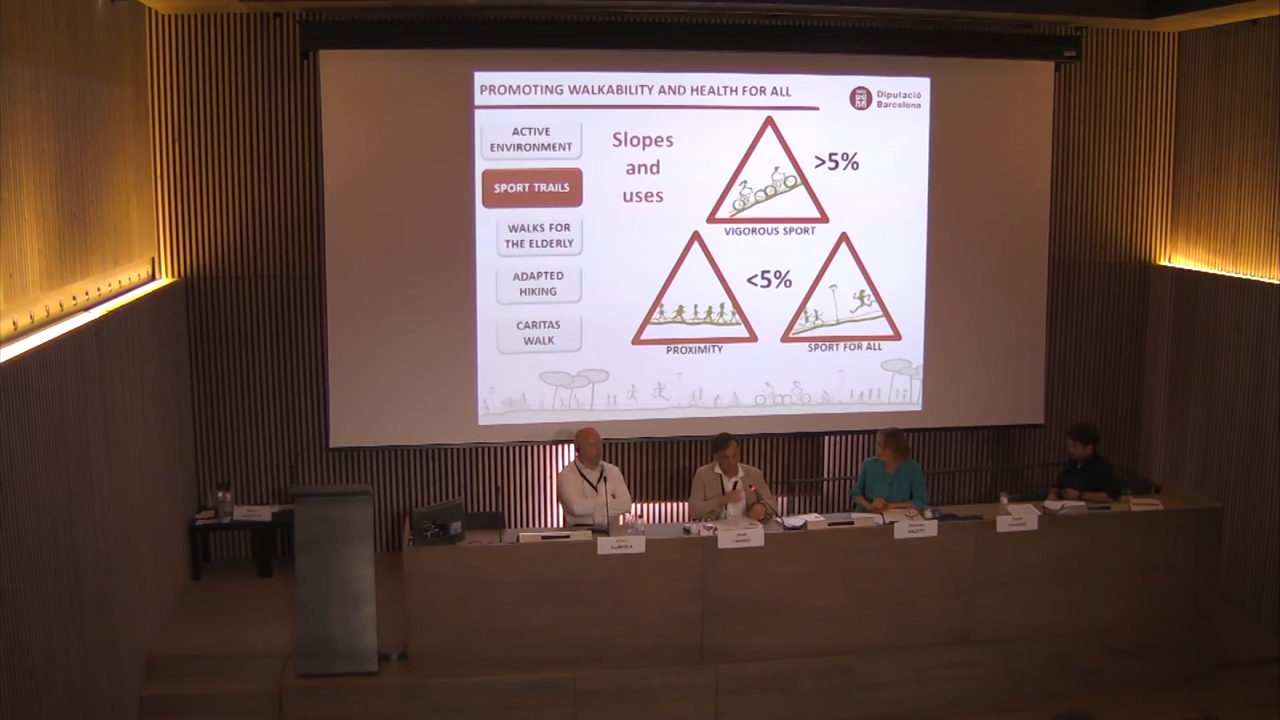 PROMOTING WALKABILITY AND HEALTH FOR ALL
Diputació
Barcelona
ACTIVE
ENVIRONMENT
SPORT TRAILS
WALKS FOR
THE ELDERLY
ADAPTED
HIKING
CARITAS
WALK
Slopes
and
uses
>5%
VIGOROUS SPORT
<5%
PROXIMITY
SPORT FOR ALL